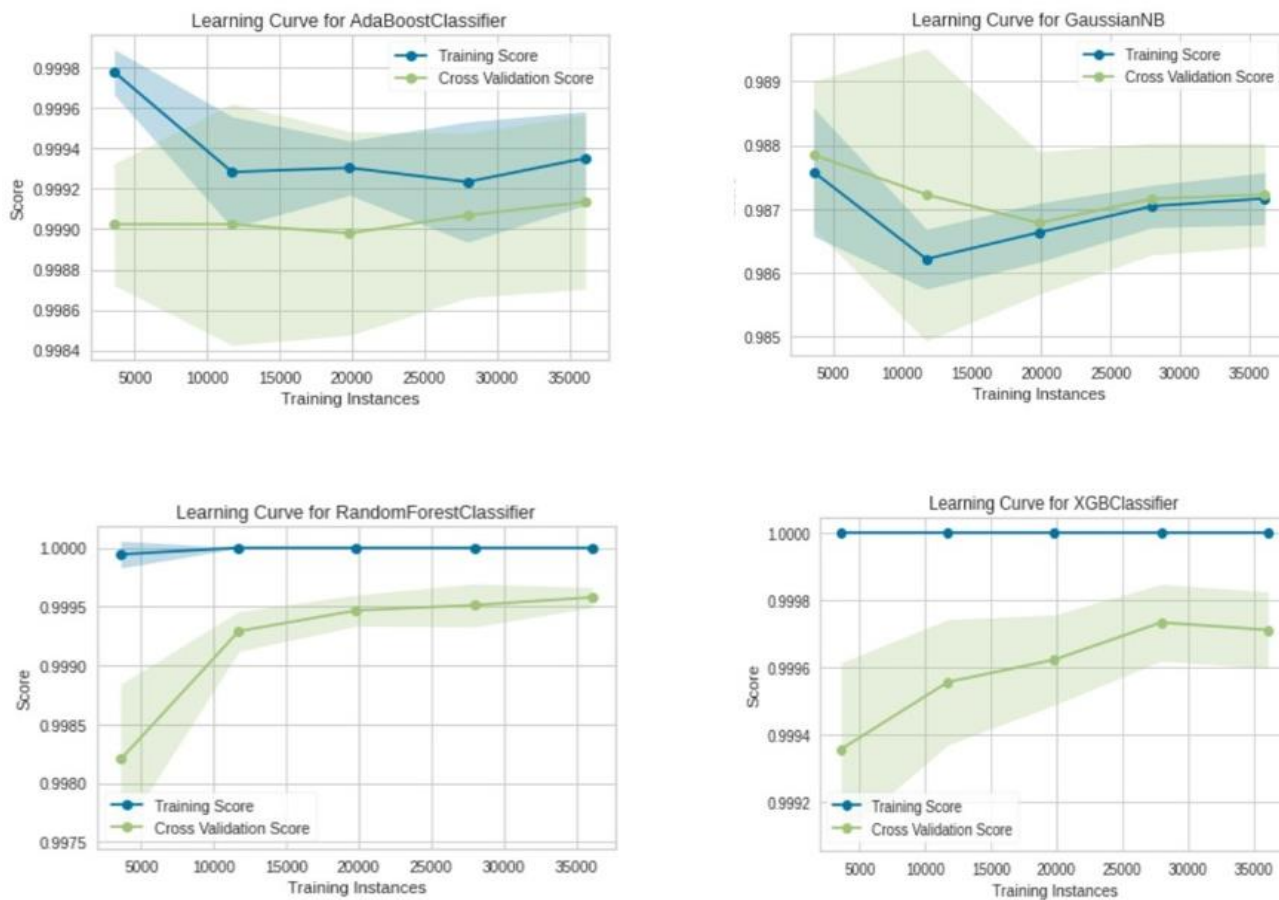 Learning Curve for AdaBoostClassifier
Training Score
Cross Validation Score
0.9998
0.9996
0.9994
0.9992
0.9990
0.9988
0.9986
0.9984
Score
5000 10000 15000 20000 25000 30000 35000
Training Instances
Learning Curve for GaussianNB
Training Score
Cross Validation Score
0.989
0.988
0.987
0.986
0.985
5000 10000 15000 20000 25000 30000 35000
Training Instances
Learning Curve for RandomForestClassifier
1.0000
0.9995
0.9990
0.9985
0.9980
0.9975
Score
Training Score
Cross Validation Score
5000 10000 15000 20000 25000 30000 35000
Training Instances
Learning Curve for XGBClassifier
1.0000
0.9998
0.9996
0.9994
0.9992
Score
Training Score
Cross Validation Score
5000 10000 15000 20000 25000 30000 35000
Training Instances